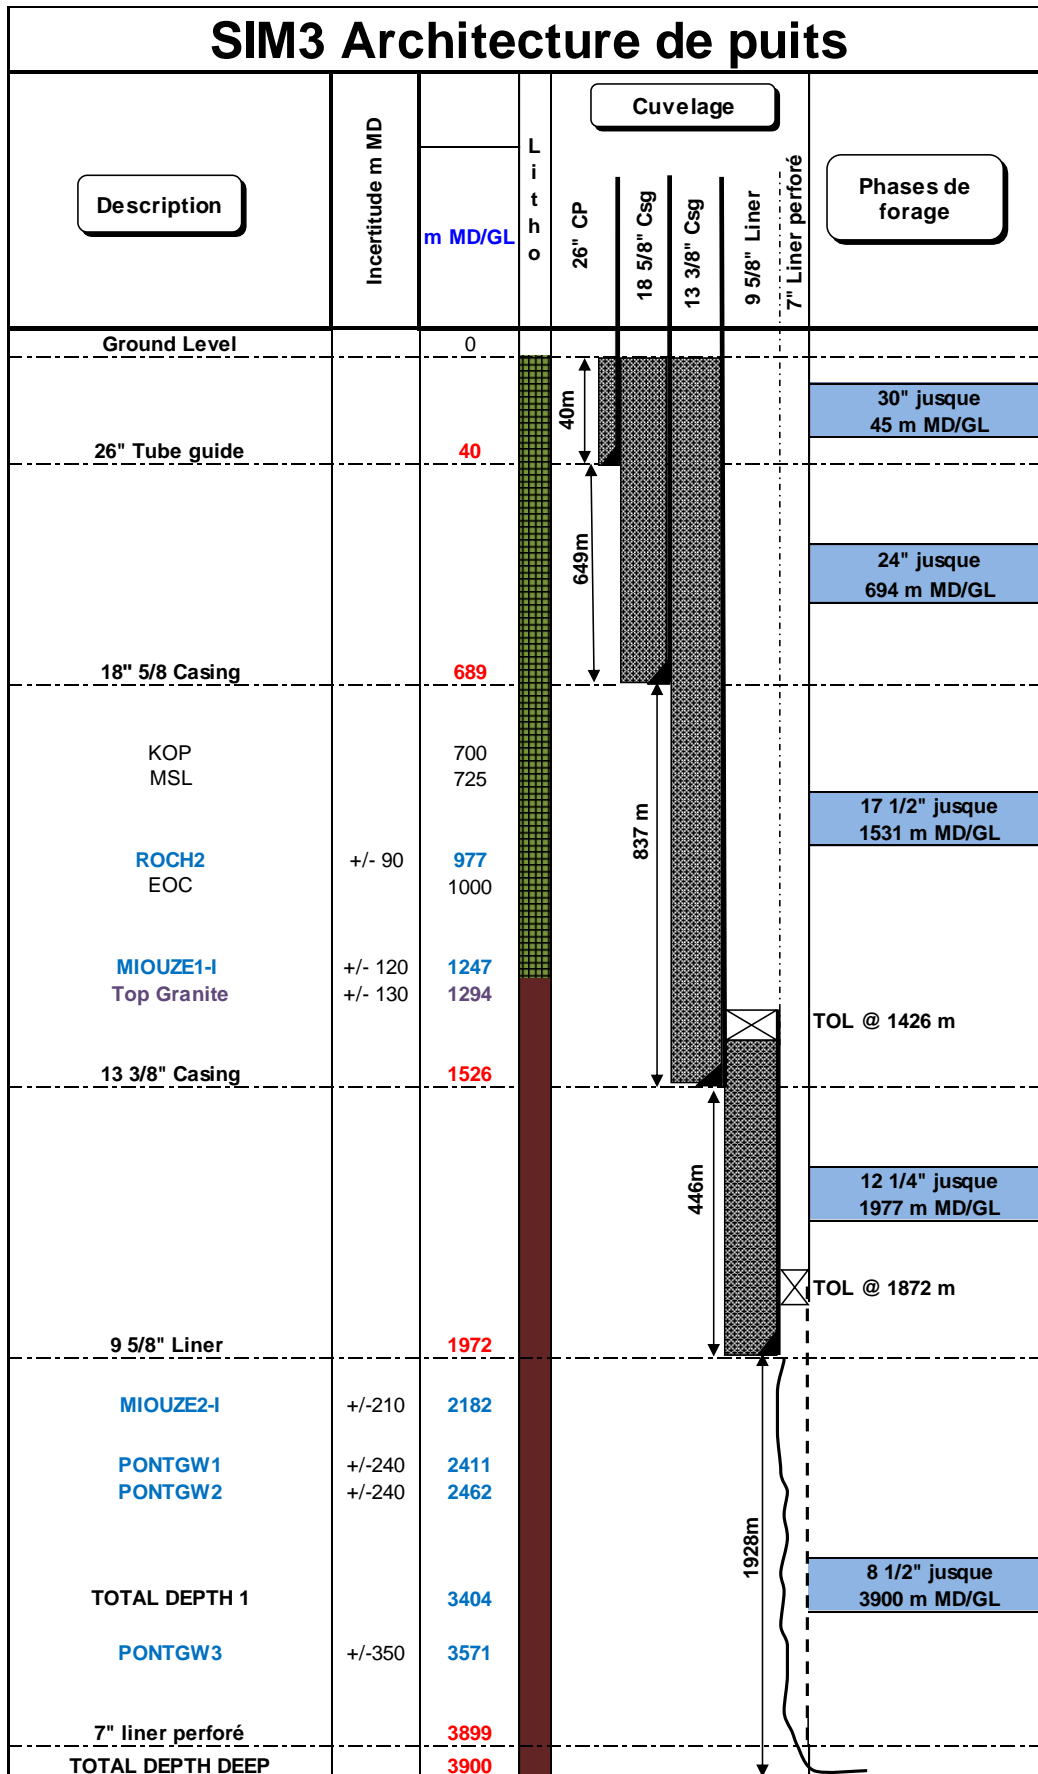 SIM3 Architecture de puits
Description
Incertitude m MD
m MD/GL
Litho
Cuvelage
26" CP
18 5/8" Csg
13 3/8" Csg
9 5/8" Liner
7" Liner perforé
Phases de
forage
Ground Level 0
40m
30" jusque
45 m MD/GL
26" Tube guide 40
649m
24" jusque
694 m MD/GL
18" 5/8 Casing 689
KOP 700
MSL 725
837 m
17 1/2" jusque
1531 m MD/GL
ROCH2 +/- 90 977
EOC 1000
MIOUZE1-I +/- 120 1247
Top Granite +/- 130 1294
TOL @ 1426 m
13 3/8" Casing 1526
446m
12 1/4" jusque
1977 m MD/GL
TOL @ 1872 m
9 5/8" Liner 1972
MIOUZE2-I +/-210 2182
PONTGW1 +/-240 2411
PONTGW2 +/-240 2462
1928m
8 1/2" jusque
3900 m MD/GL
TOTAL DEPTH 1 3404
PONTGW3 +/-350 3571
7" liner perforé 3899
TOTAL DEPTH DEEP 3900